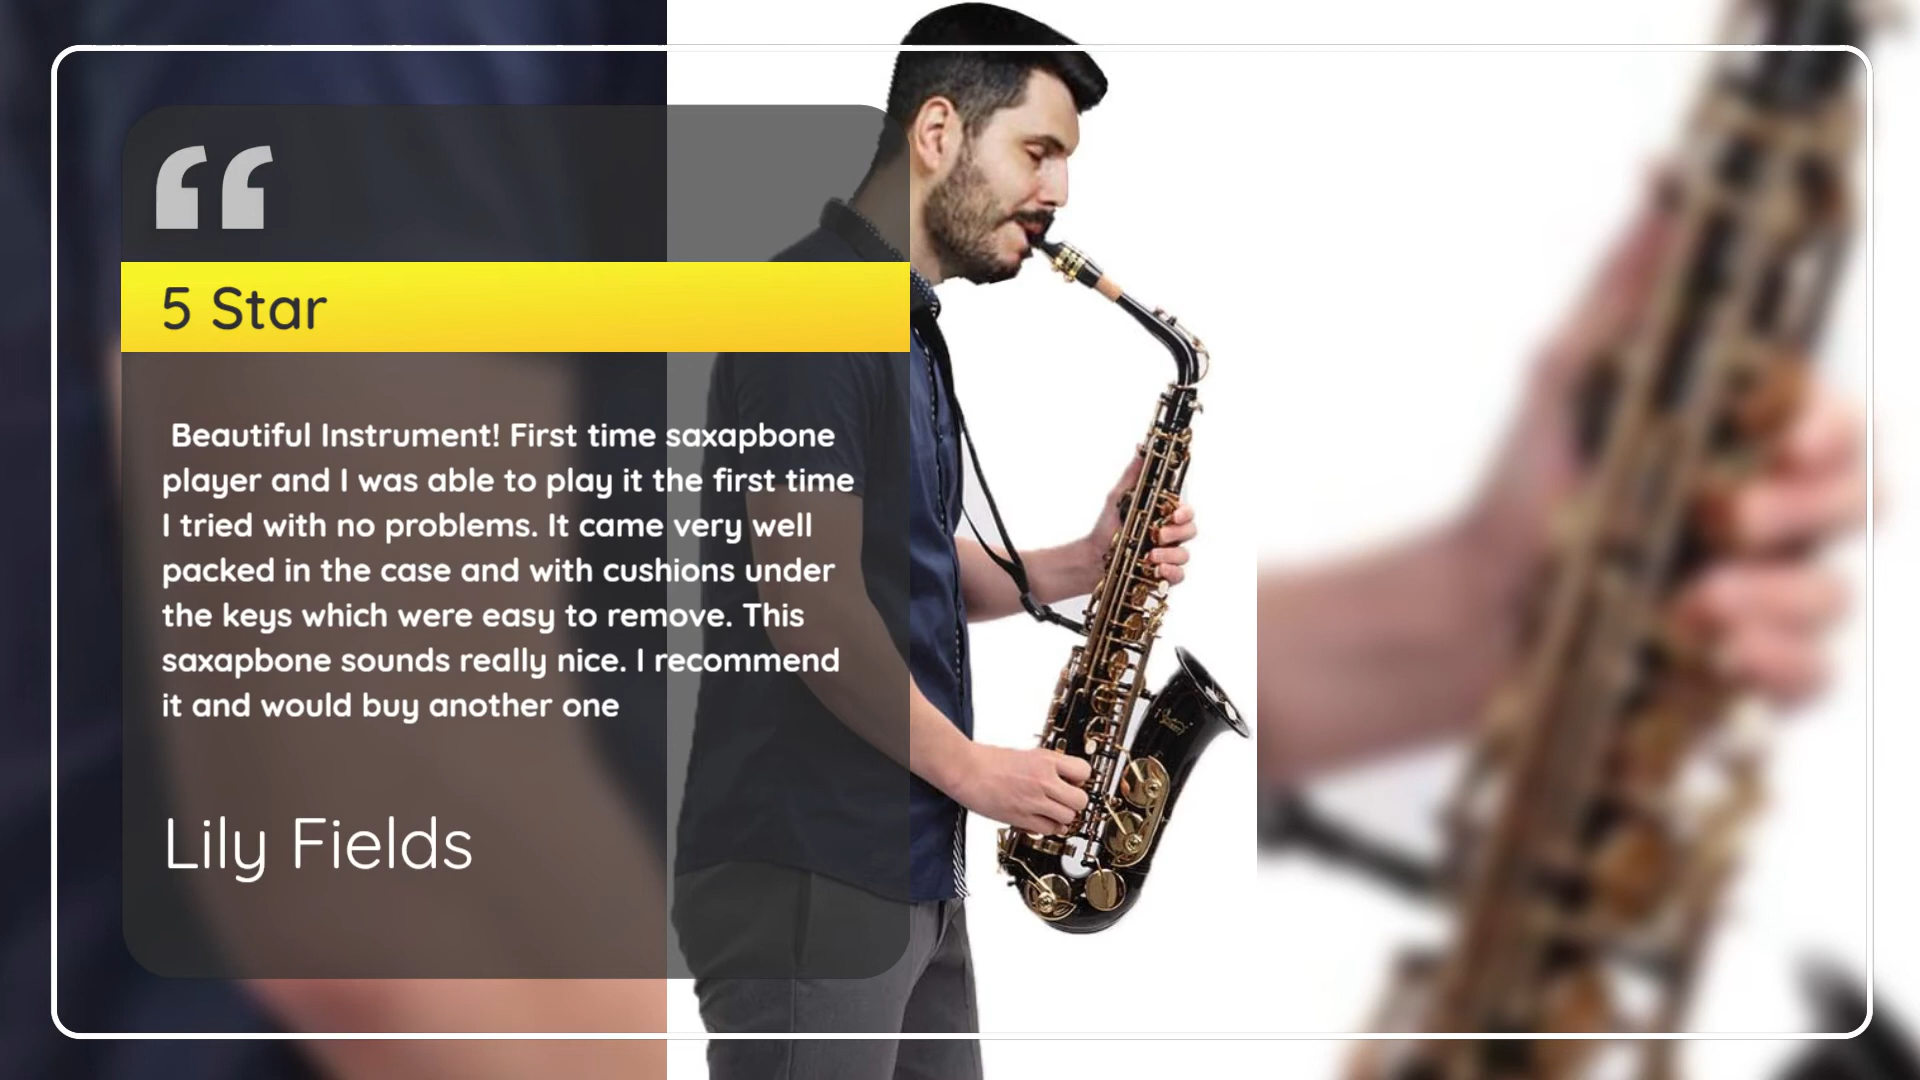 5 Star
Beautiful Instrument! First time saxapbone
player and I was able to play it the first time
I tried with no problems. It came very well
packed in the case and with cushions under
the keys which were easy to remove. This
saxapbone sounds really nice. I recommend
it and would buy another one
Lily Fields